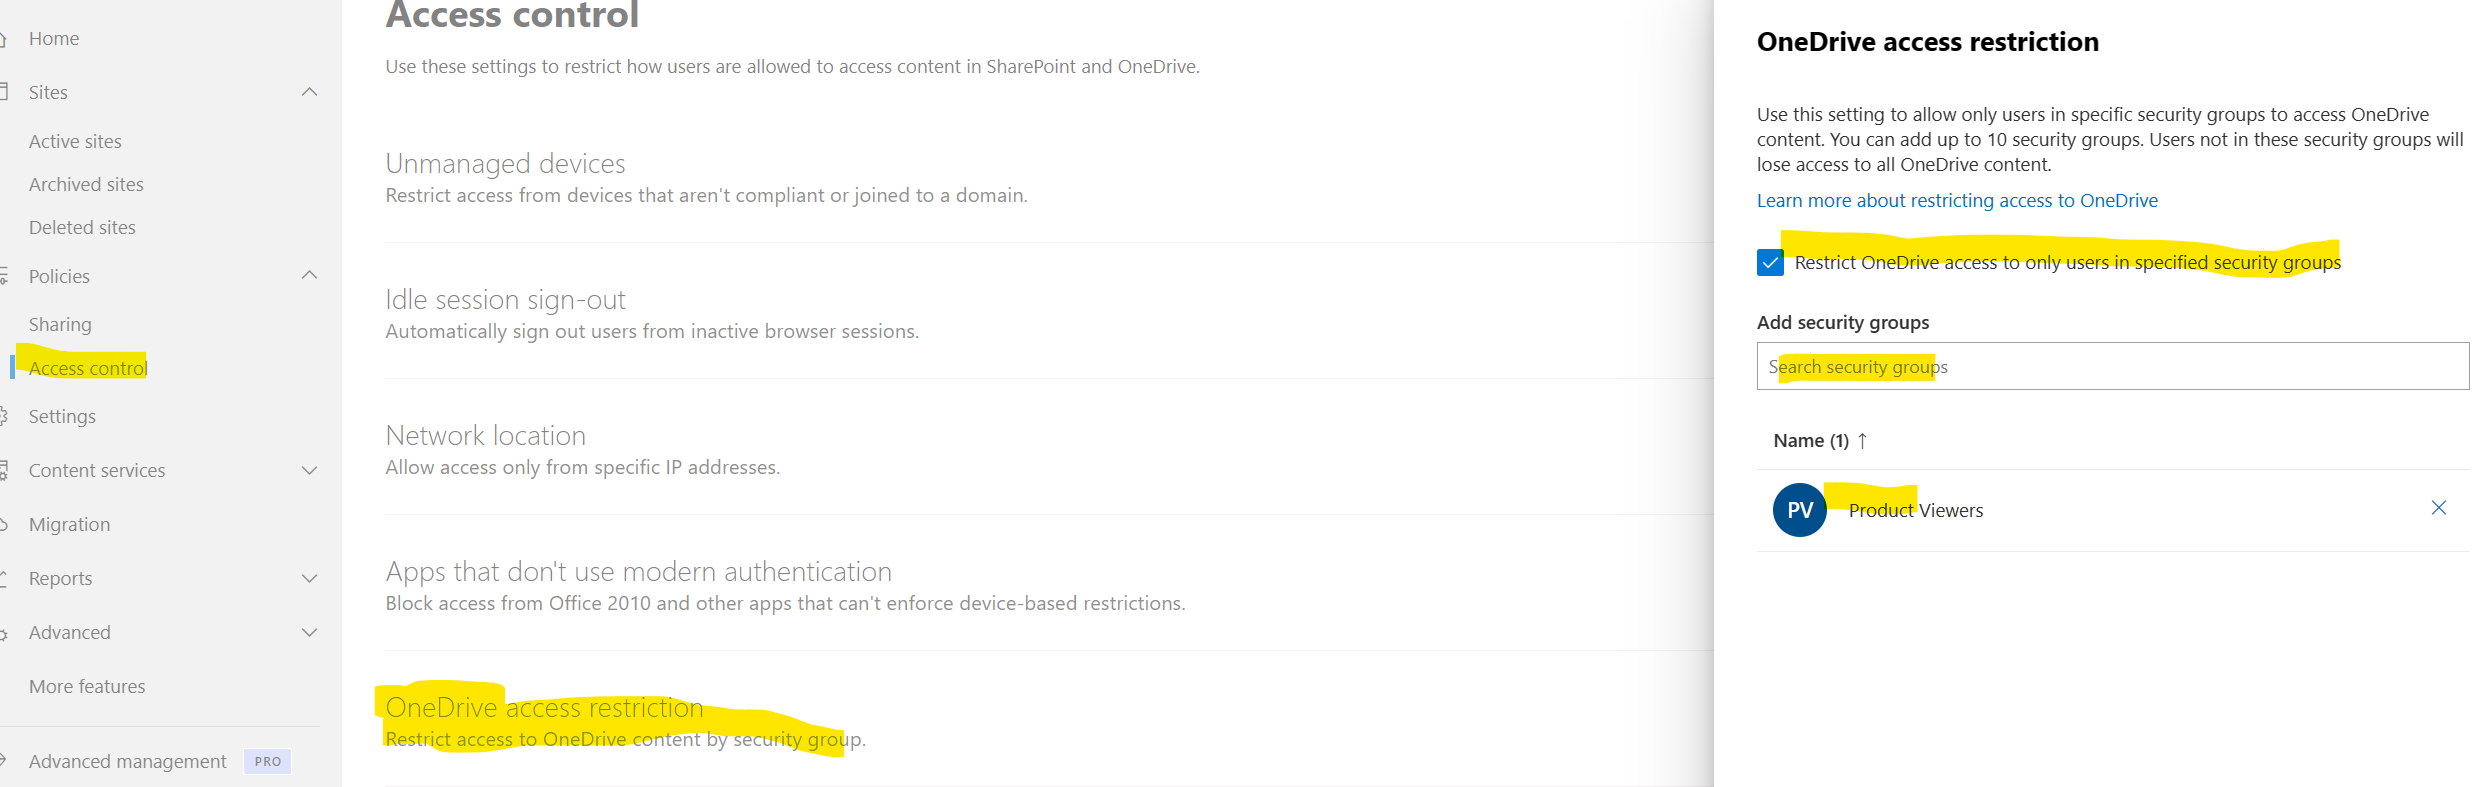 Home
Sites
Active sites
Archived sites
Deleted sites
Policies
Sharing
Access control
Settings
Content services
Migration
Reports
Advanced
More features
Advanced management PRO
Access control
Use these settings to restrict how users are allowed to access content in SharePoint and OneDrive.
Unmanaged devices
Restrict access from devices that aren't compliant or joined to a domain.
Idle session sign-out
Automatically sign out users from inactive browser sessions.
Network location
Allow access only from specific IP addresses.
Apps that don't use modern authentication
Block access from Office 2010 and other apps that can't enforce device-based restrictions.
OneDrive access restriction
Restrict access to OneDrive content by security group.
OneDrive access restriction
Use this setting to allow only users in specific security groups to access OneDrive
content. You can add up to 10 security groups. Users not in these security groups will
lose access to all OneDrive content.
Learn more about restricting access to OneDrive
Restrict OneDrive access to only users in specified security groups
Add security groups
Search security groups
Name (1) ↑
PV Product Viewers